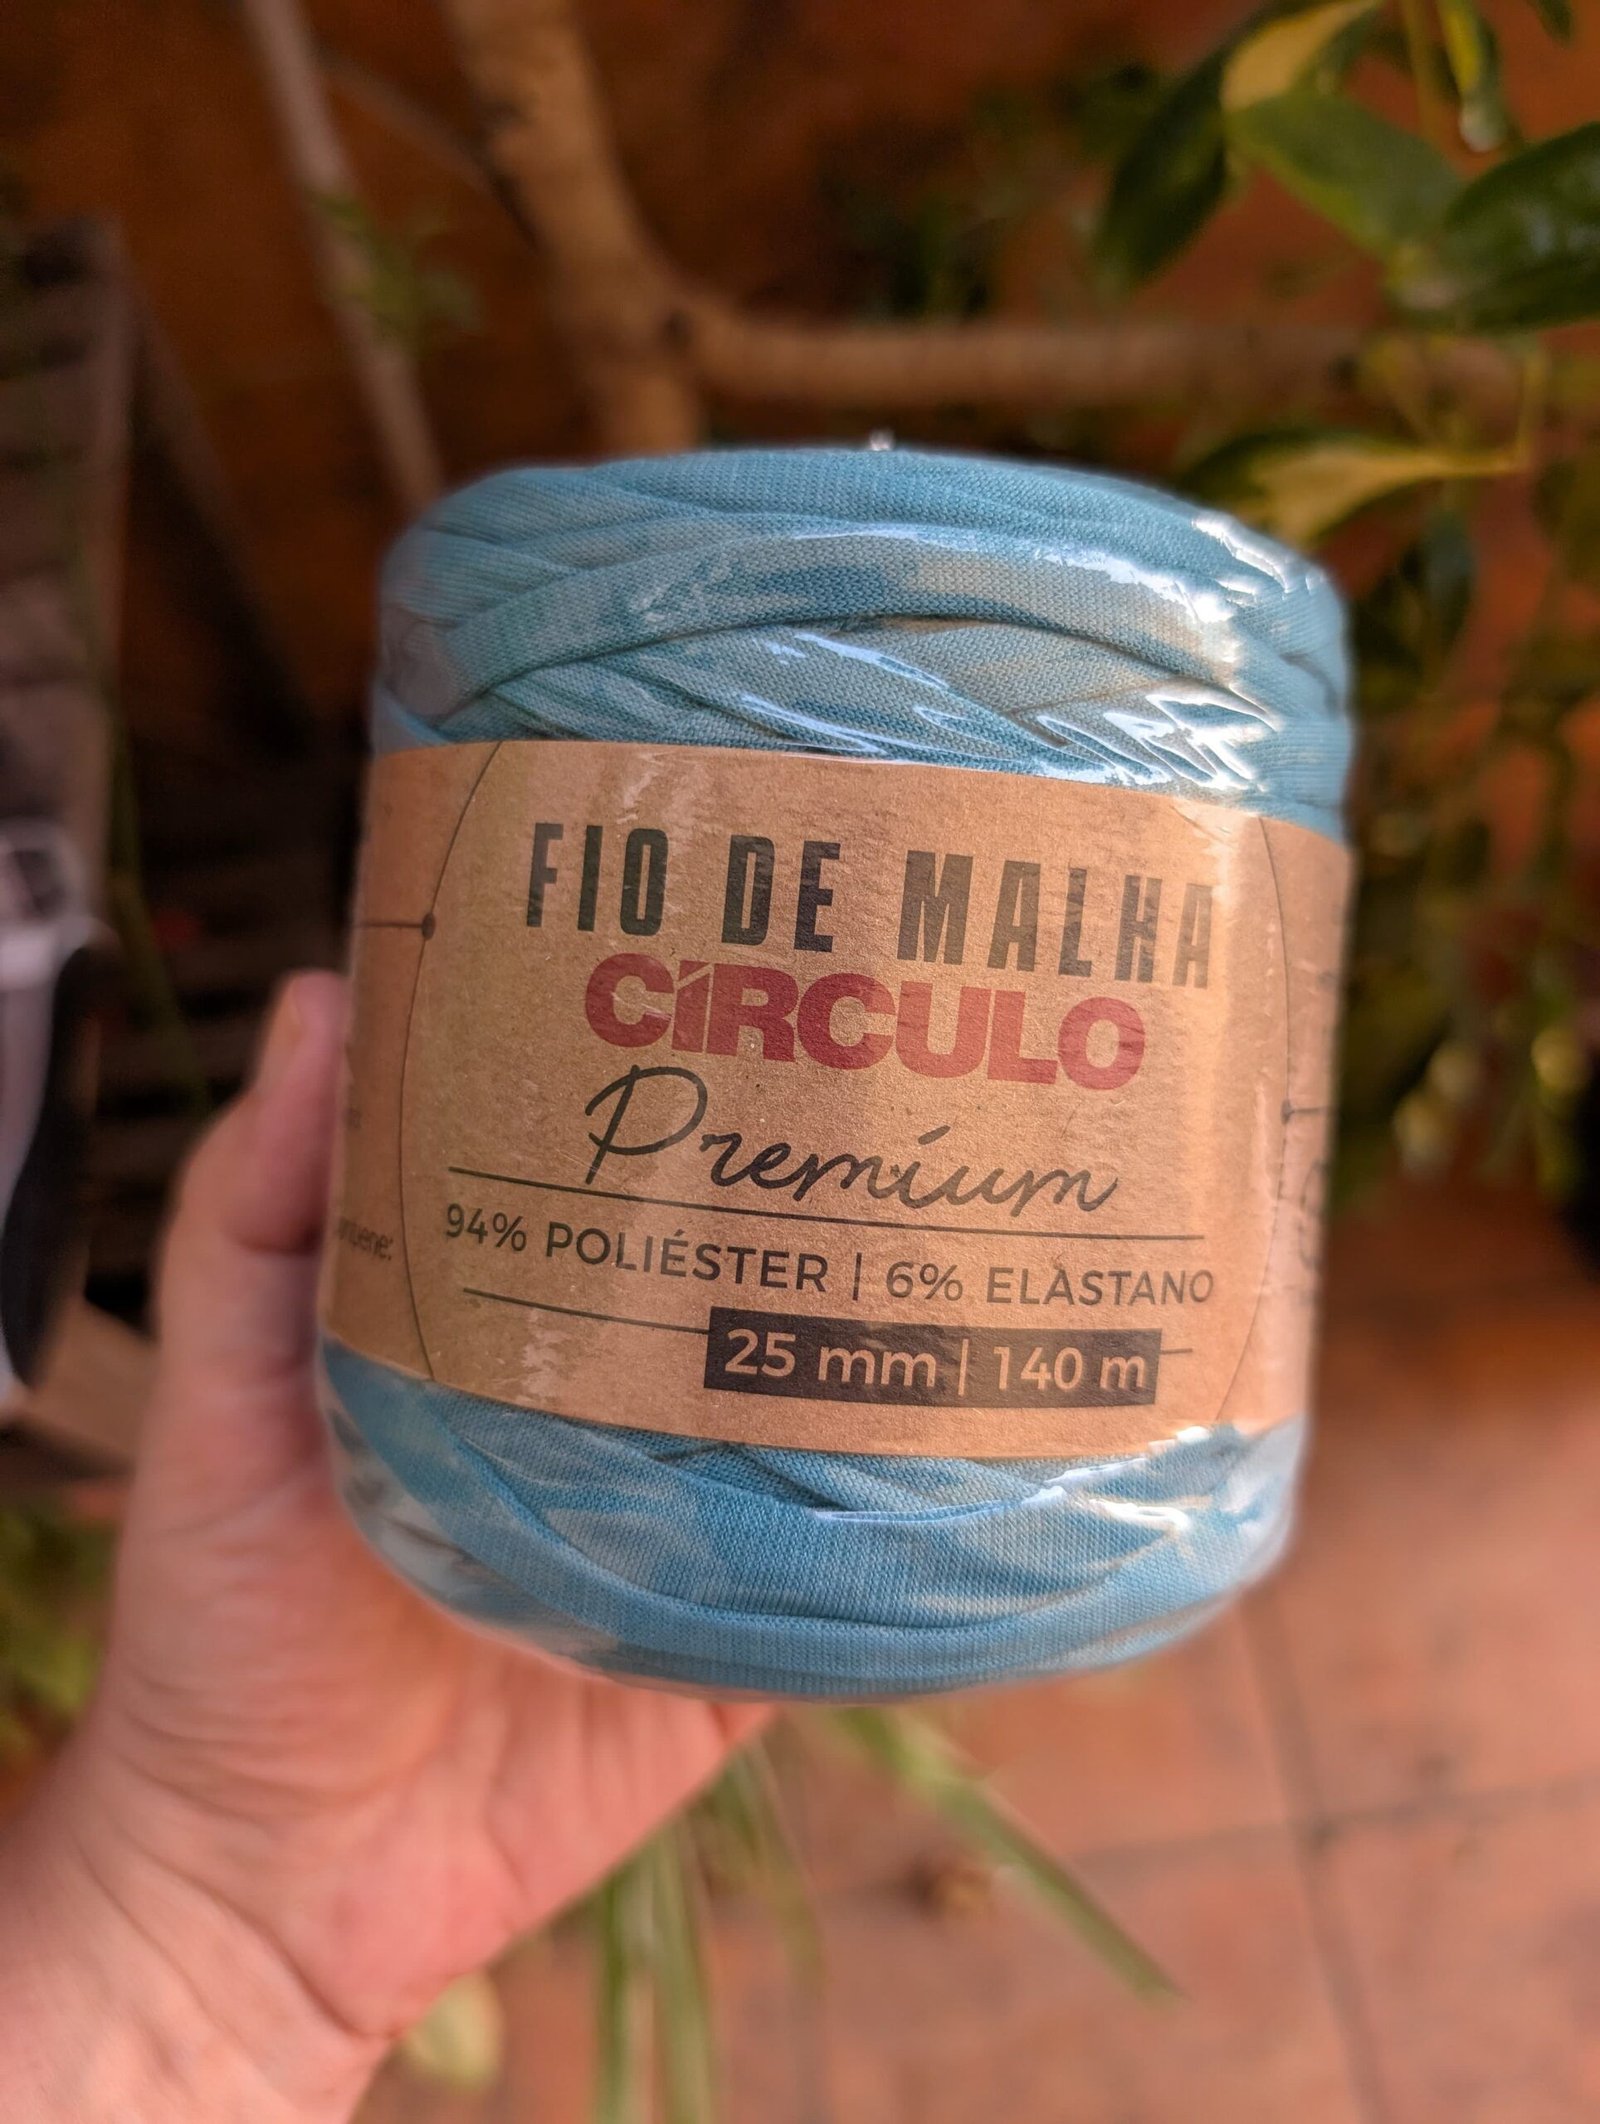 FIO DE MALHA
CÍRCULO
Premium
94% POLIÉSTER | 6% ELASTANO
25 mm | 140 m